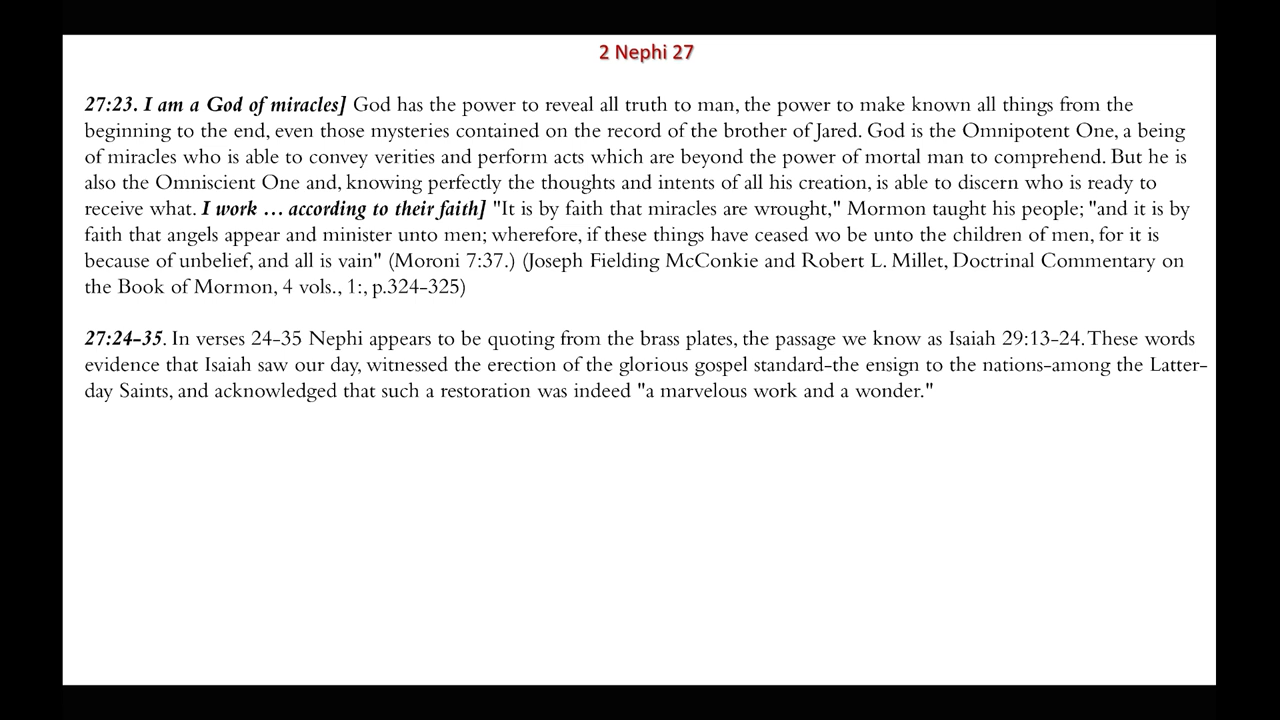 2 Nephi 27
27:23. I am a God of miracles] God has the power to reveal all truth to man, the power to make known all things from the
beginning to the end, even those mysteries contained on the record of the brother of Jared. God is the Omnipotent One, a being
of miracles who is able to convey verities and perform acts which are beyond the power of mortal man to comprehend. But he is
also the Omniscient One and, knowing perfectly the thoughts and intents of all his creation, is able to discern who is ready to
receive what. I work … according to their faith] "It is by faith that miracles are wrought," Mormon taught his people; "and it is by
faith that angels appear and minister unto men; wherefore, if these things have ceased wo be unto the children of men, for it is
because of unbelief, and all is vain" (Moroni 7:37.) (Joseph Fielding McConkie and Robert L. Millet, Doctrinal Commentary on
the Book of Mormon, 4 vols., 1:, p.324-325)
27:24-35. In verses 24-35 Nephi appears to be quoting from the brass plates, the passage we know as Isaiah 29:13-24. These words
evidence that Isaiah saw our day, witnessed the erection of the glorious gospel standard-the ensign to the nations-among the Latter-
day Saints, and acknowledged that such a restoration was indeed "a marvelous work and a wonder."